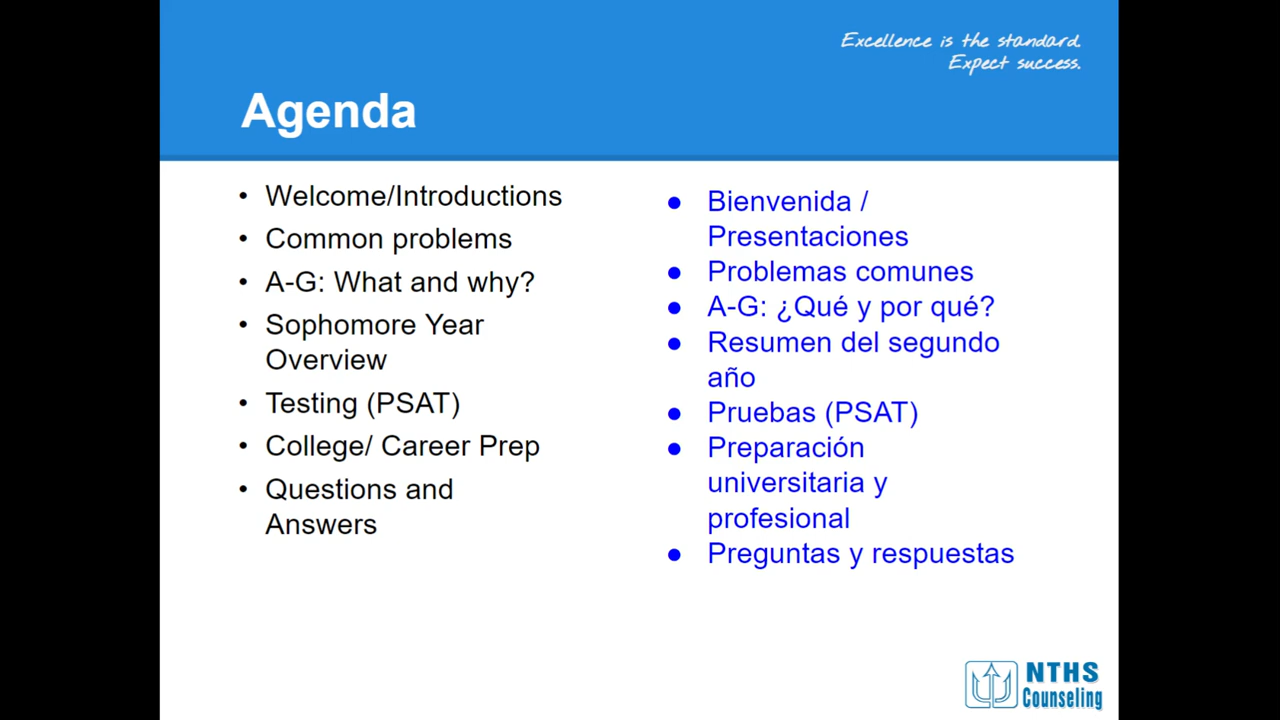 Excellence is the standard.
Expect success.
Agenda
• Welcome/Introductions
• Common problems
• A-G: What and why?
• Sophomore Year
Overview
• Testing (PSAT)
• College/ Career Prep
• Questions and
Answers
● Bienvenida /
Presentaciones
● Problemas comunes
● A-G: ¿Qué y por qué?
● Resumen del segundo
año
● Pruebas (PSAT)
● Preparación
universitaria y
profesional
● Preguntas y respuestas
NTHS
Counseling